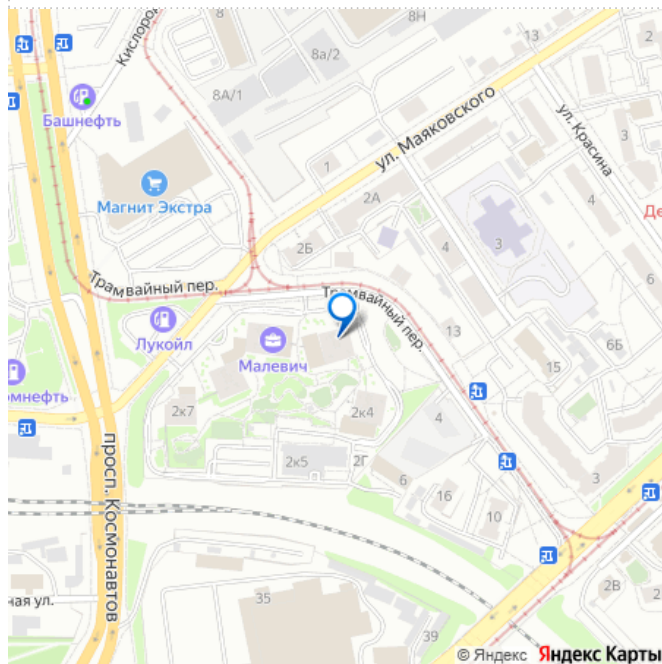 8
8Н
8а/2
13
2
Кислород
8А/1
Башнефть
ул. Маяковского
ул. Красина
3
1
Магнит Экстра
2А
4
Де
2Б
4
3
6
Трамвайный пер.
Трамвайный пер.
Лукойл
13
Малевич
6Б
15
омнефть
2к7
2к4
4
просп. Космонавтов
2к5
2Г
6
3
16
10
ная ул.
35
2В
39
© Яндекс Яндекс Карты